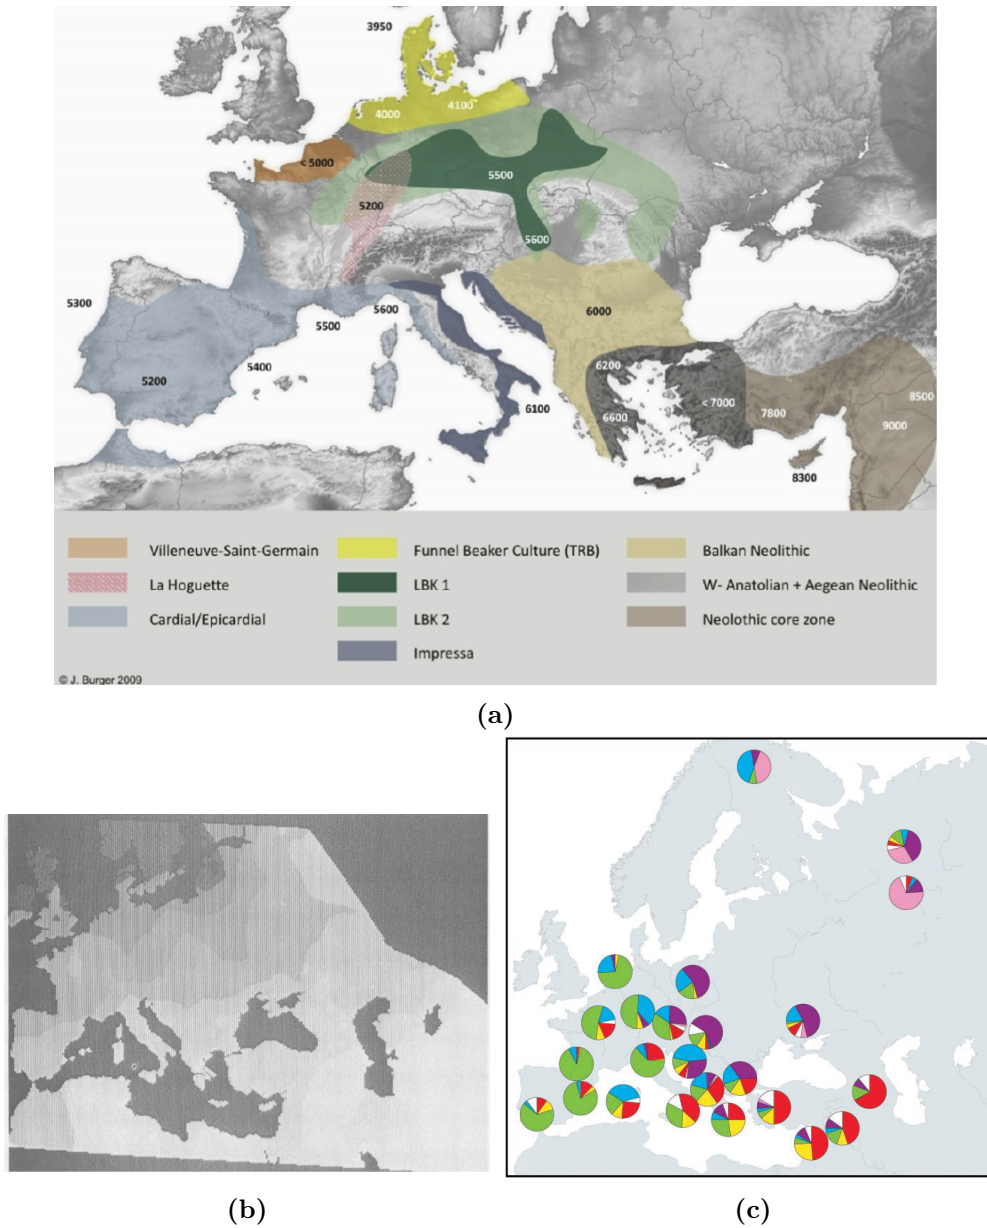 3950
4000
4100
< 5000
5500
5200
5600
5300
5600
6000
5500
5400
5200
6200
6100
6600
< 7000
7800
8500
9000
8300
Villeneuve-Saint-Germain
Funnel Beaker Culture (TRB)
Balkan Neolithic
La Hoguette
LBK 1
W- Anatolian + Aegean Neolithic
Cardial/Epicardial
LBK 2
Neolothic core zone
Impressa
© J. Burger 2009
(a)
(b)
(c)